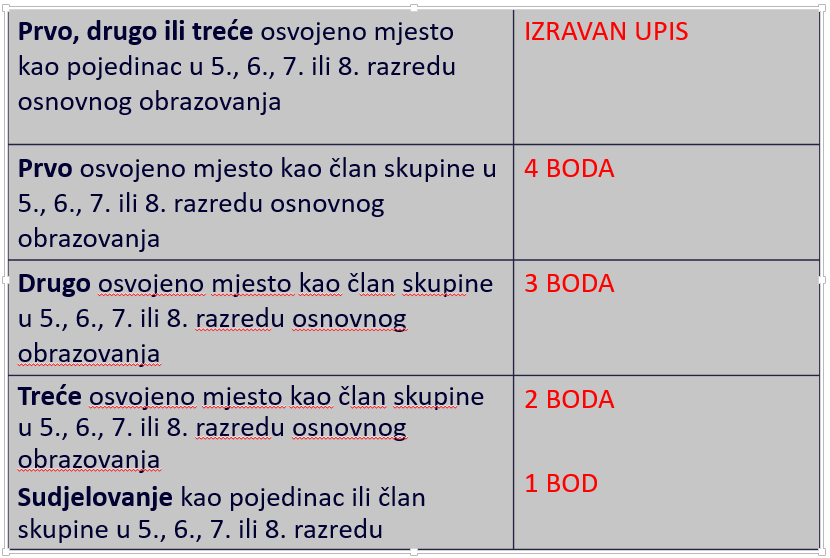 Prvo, drugo ili treće osvojeno mjesto
kao pojedinac u 5., 6., 7. ili 8. razredu
osnovnog obrazovanja
IZRAVAN UPIS
Prvo osvojeno mjesto kao član skupine u
5., 6., 7. ili 8. razredu osnovnog
obrazovanja
4 BODA
Drugo osvojeno mjesto kao član skupine
u 5., 6., 7. ili 8. razredu osnovnog
obrazovanja
3 BODA
Treće osvojeno mjesto kao član skupine
u 5., 6., 7. ili 8. razredu osnovnog
obrazovanja
2 BODA
Sudjelovanje kao pojedinac ili član
skupine u 5., 6., 7. ili 8. razredu
1 BOD